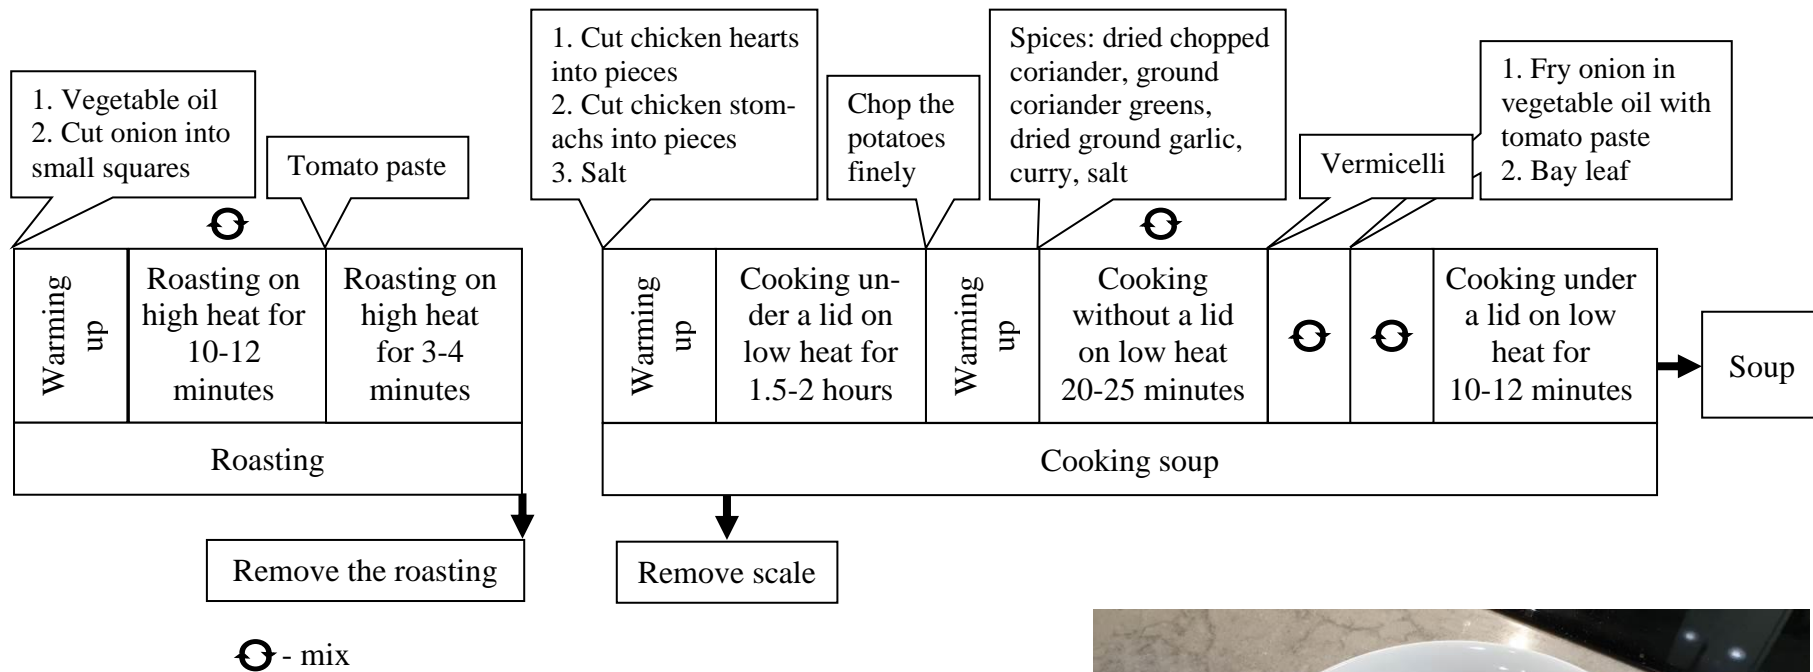 1. Vegetable oil
2. Cut onion into
small squares
Tomato paste
1. Cut chicken hearts
into pieces
2. Cut chicken stom-
achs into pieces
3. Salt
Chop the
potatoes
finely
Spices: dried chopped
coriander, ground
coriander greens,
dried ground garlic,
curry, salt
Vermicelli
1. Fry onion in
vegetable oil with
tomato paste
2. Bay leaf
Warming
up
Roasting on
high heat for
10-12
minutes
Roasting on
high heat
for 3-4
minutes
Roasting
Remove the roasting
Warming
up
Cooking un-
der a lid on
low heat for
1.5-2 hours
Warming
up
Cooking
without a lid
on low heat
20-25 minutes
Cooking under
a lid on low
heat for
10-12 minutes
Cooking soup
Soup
Remove scale
- mix